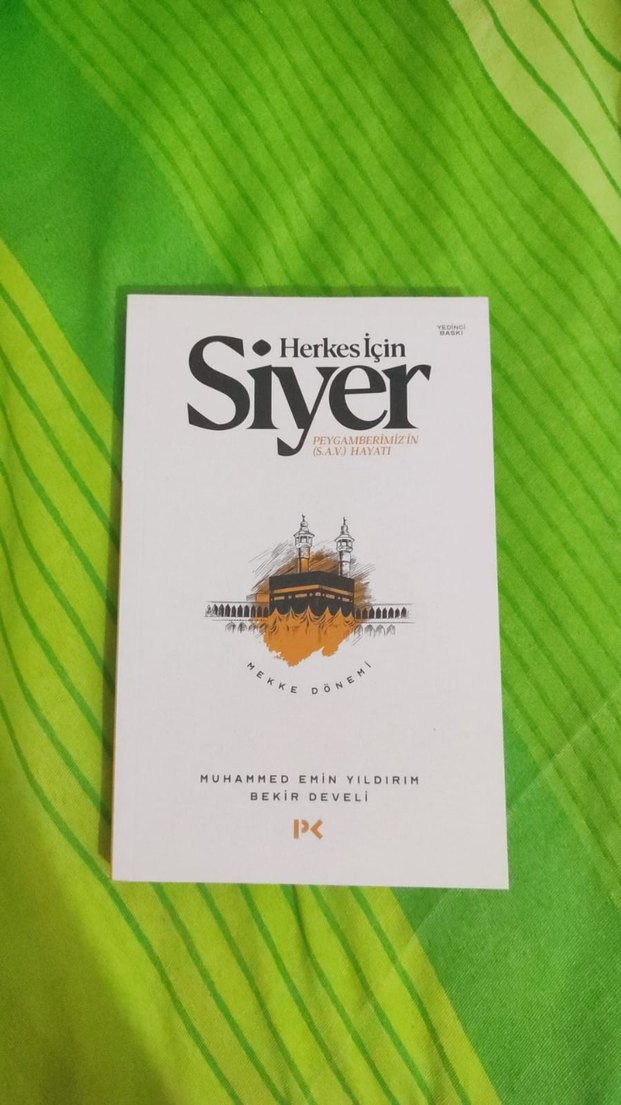 Herkes İçin
Siyer
PEYGAMBERİMİZ'İN
(S.A.V.) HAYATI
YEDİNCİ
BASKI
MEKKE DÖNEMİ
MUHAMMED EMİN YILDIRIM
BEKİR DEVELİ
PK